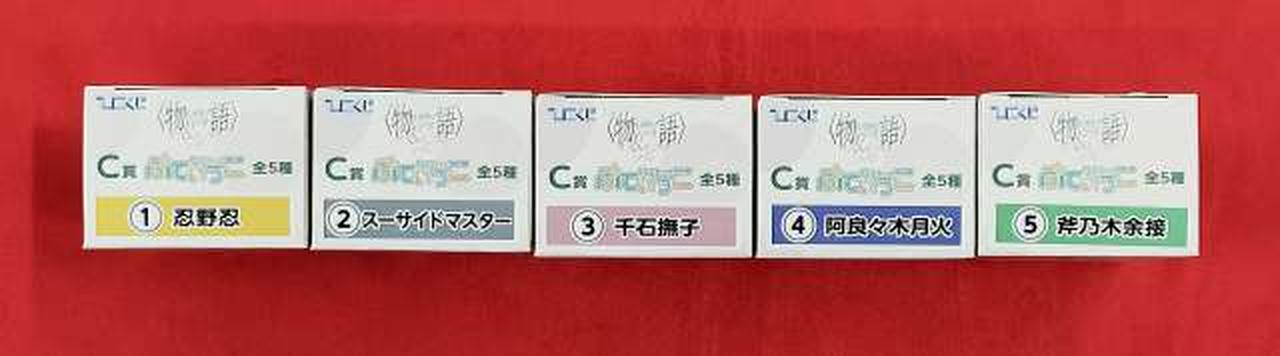 〈物語〉
C賞 全5種
① 忍野忍
〈物語〉
C賞 全5種
② スーサイドマスター
〈物語〉
C賞 全5種
③ 千石撫子
〈物語〉
C賞 全5種
④ 阿良々木月火
〈物語〉
C賞 全5種
⑤ 斧乃木余接